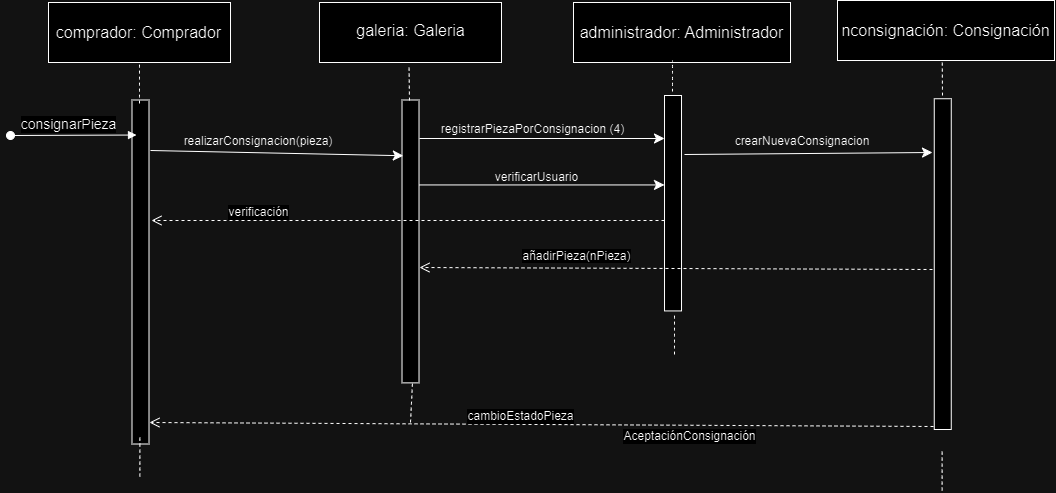 comprador: Comprador
galeria: Galeria
administrador: Administrador
nconsignación: Consignación
consignarPieza
registrarPiezaPorConsignacion (4)
realizarConsignacion(pieza)
crearNuevaConsignacion
verificarUsuario
verificación
añadirPieza(nPieza)
cambioEstadoPieza
AceptaciónConsignación